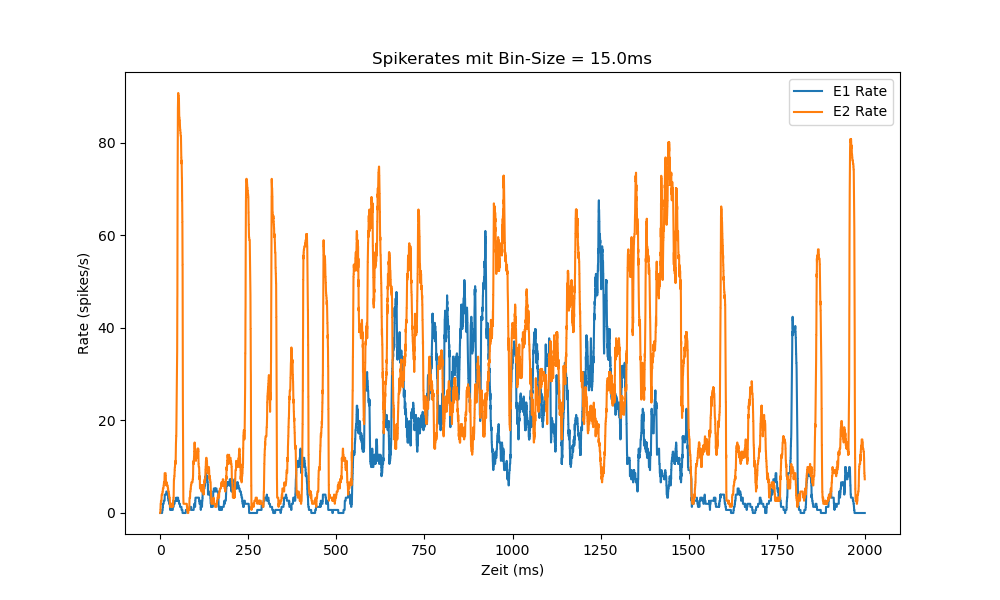 Spikerates mit Bin-Size = 15.0ms
E1 Rate
E2 Rate
Rate (spikes/s)
80
60
40
20
0
0 250 500 750 1000 1250 1500 1750 2000
Zeit (ms)